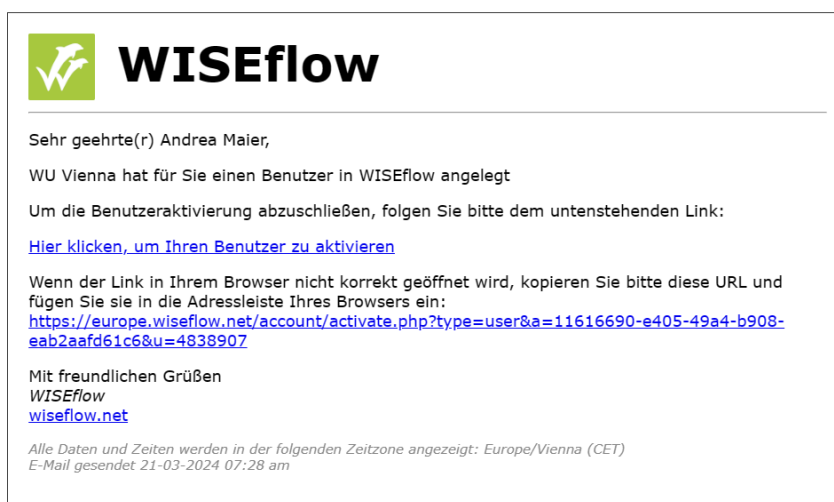 WISEflow
Sehr geehrte(r) Andrea Maier,
WU Vienna hat für Sie einen Benutzer in WISEflow angelegt
Um die Benutzeraktivierung abzuschließen, folgen Sie bitte dem untenstehenden Link:
Hier klicken, um Ihren Benutzer zu aktivieren
Wenn der Link in Ihrem Browser nicht korrekt geöffnet wird, kopieren Sie bitte diese URL und
fügen Sie sie in die Adressleiste Ihres Browsers ein:
https://europe.wiseflow.net/account/activate.php?type=user&a=11616690-e405-49a4-b908-
eab2aafd61c6&u=4838907
Mit freundlichen Grüßen
WISEflow
wiseflow.net
Alle Daten und Zeiten werden in der folgenden Zeitzone angezeigt: Europe/Vienna (CET)
E-Mail gesendet 21-03-2024 07:28 am